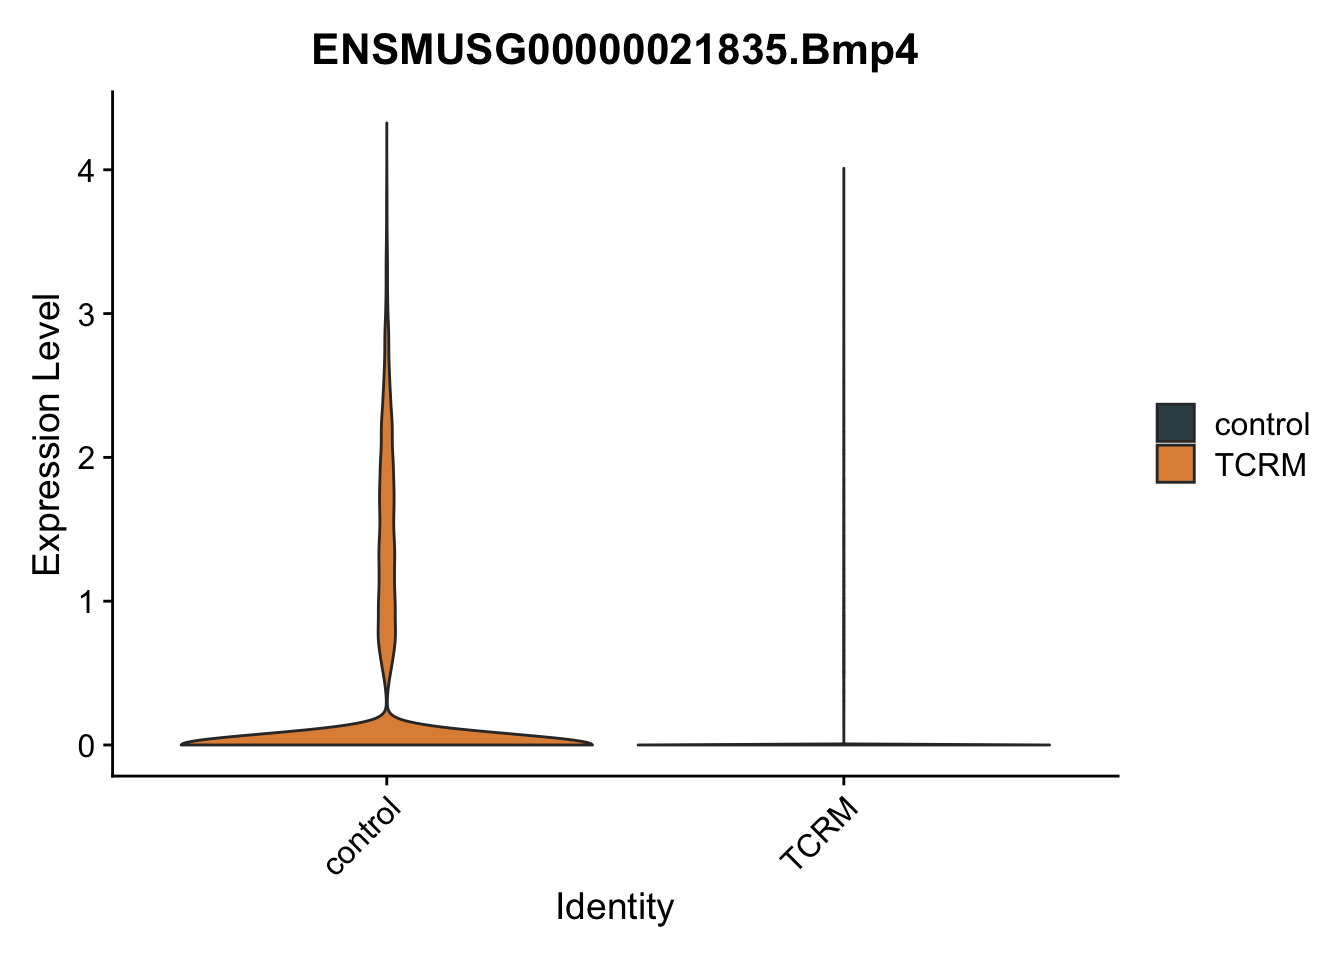 ENSMUSG00000021835.Bmp4
Expression Level
4
3
2
1
0
control
TCRM
Identity
control
TCRM